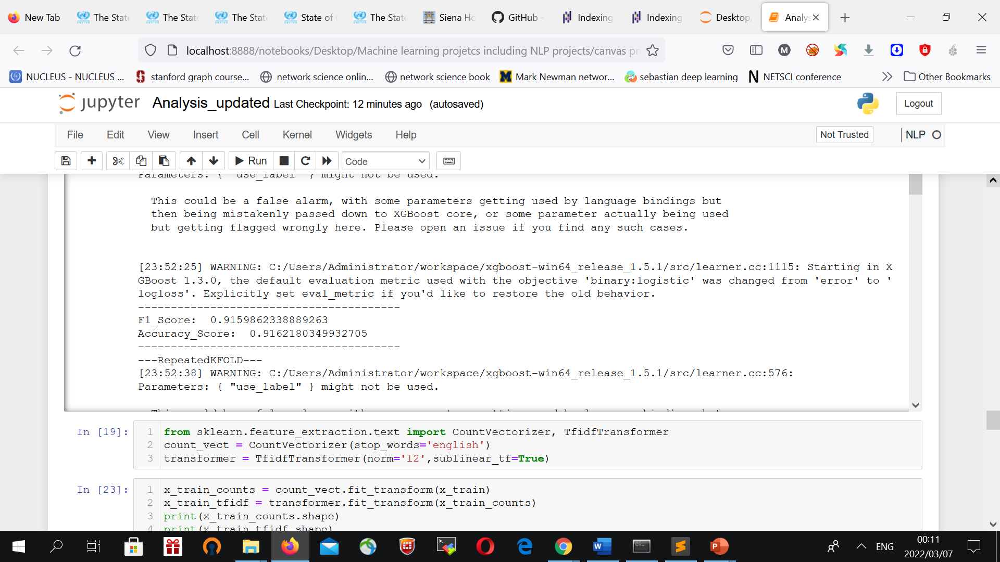 New Tab
The State
The State
The State
State of
The State
Siena Ho
GitHub -
Indexing
Indexing
Desktop/
Analys
localhost:8888/notebooks/Desktop/Machine learning projetcs including NLP projects/canvas pr
M
NUCLEUS - NUCLEUS ...
stanford graph course...
network science onlin...
network science book
Mark Newman networ...
sebastian deep learning
NETSCI conference
Other Bookmarks
jupyter Analysis_updated Last Checkpoint: 12 minutes ago (autosaved)
Logout
File Edit View Insert Cell Kernel Widgets Help
Not Trusted
NLP
Run
Code
Parameters: { "use_label" } might not be used.
This could be a false alarm, with some parameters getting used by language bindings but
then being mistakenly passed down to XGBoost core, or some parameter actually being used
but getting flagged wrongly here. Please open an issue if you find any such cases.
[23:52:25] WARNING: C:/Users/Administrator/workspace/xgboost-win64_release_1.5.1/src/learner.cc:1115: Starting in X
GBoost 1.3.0, the default evaluation metric used with the objective 'binary:logistic' was changed from 'error' to '
logloss'. Explicitly set eval_metric if you'd like to restore the old behavior.
----------------------------------------
F1_Score:  0.9159862338889263
Accuracy_Score:  0.9162180349932705
----------------------------------------
---RepeatedKFOLD---
[23:52:38] WARNING: C:/Users/Administrator/workspace/xgboost-win64_release_1.5.1/src/learner.cc:576:
Parameters: { "use_label" } might not be used.
In [19]:
1 from sklearn.feature_extraction.text import CountVectorizer, TfidfTransformer
2 count_vect = CountVectorizer(stop_words='english')
3 transformer = TfidfTransformer(norm='l2',sublinear_tf=True)
In [23]:
1 x_train_counts = count_vect.fit_transform(x_train)
2 x_train_tfidf = transformer.fit_transform(x_train_counts)
3 print(x_train_counts.shape)
4 print(x_train_tfidf.shape)
ENG
00:11
2022/03/07